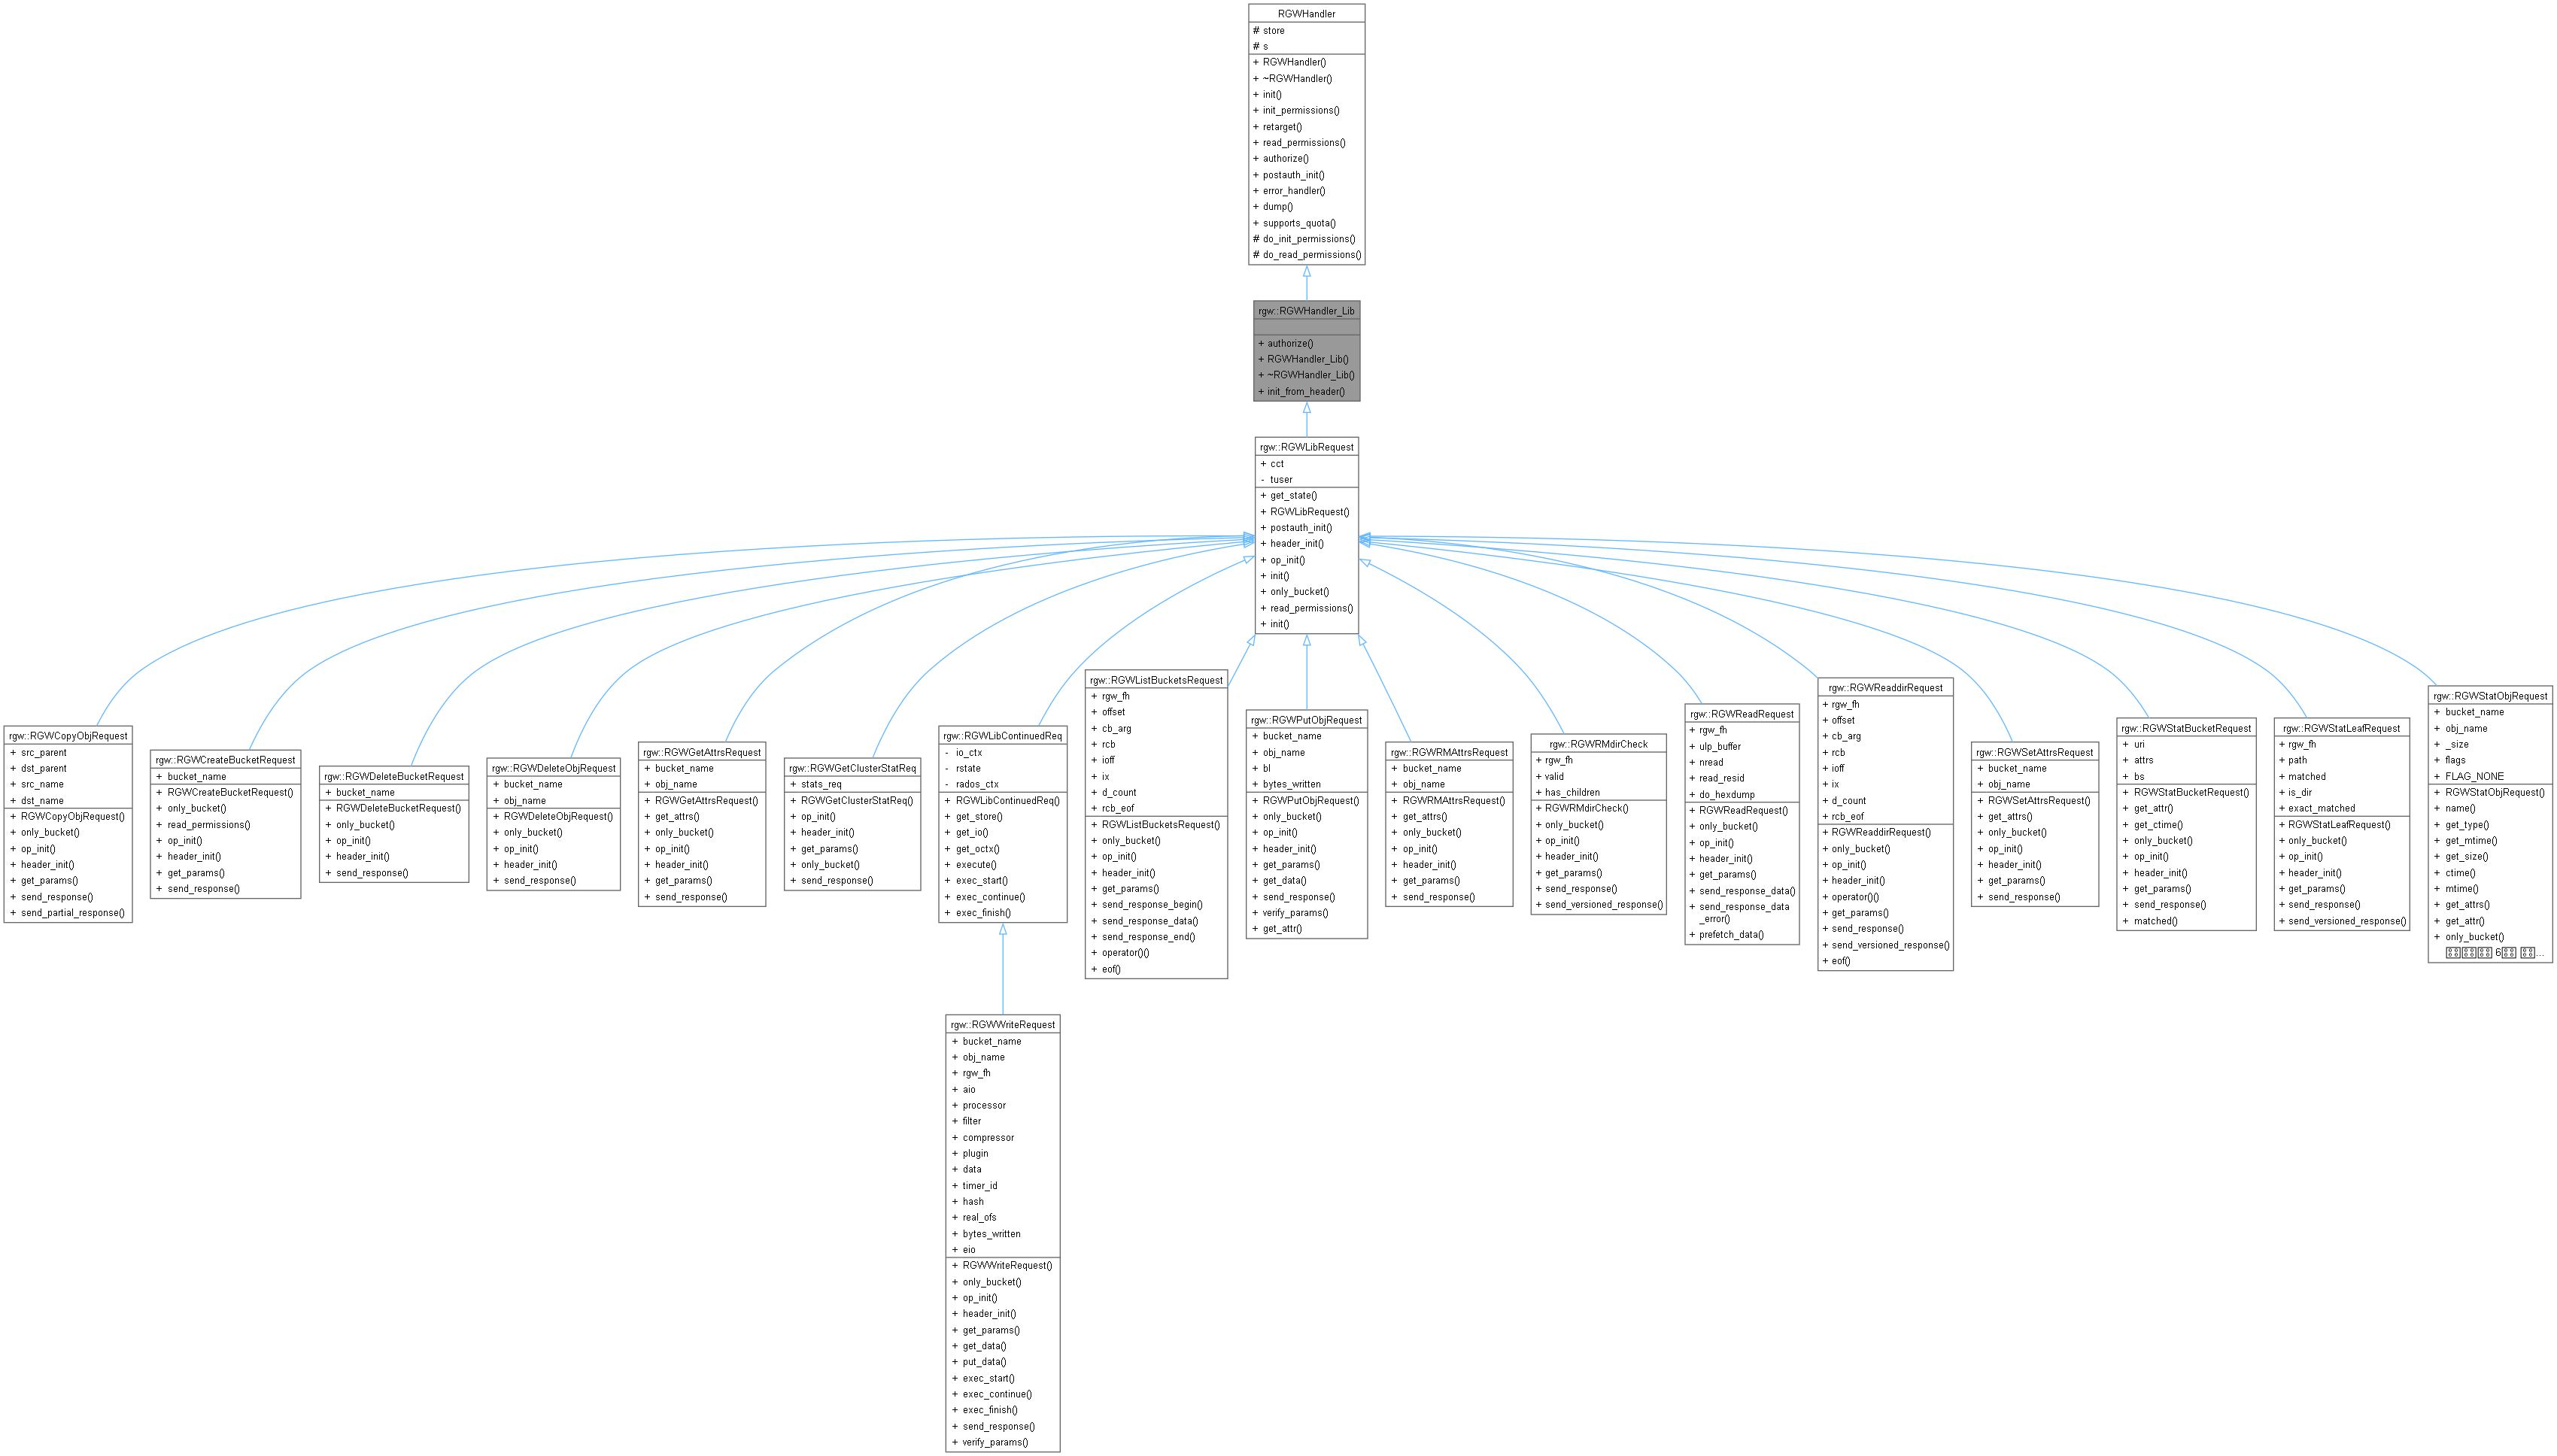 RGWHandler
# store
# s
+ RGWHandler()
+ ~RGWHandler()
+ init()
+ init_permissions()
+ retarget()
+ read_permissions()
+ authorize()
+ postauth_init()
+ error_handler()
+ dump()
+ supports_quota()
# do_init_permissions()
# do_read_permissions()
rgw::RGWHandler_Lib
+ authorize()
+ RGWHandler_Lib()
+ ~RGWHandler_Lib()
+ init_from_header()
rgw::RGWLibRequest
+ cct
- tuser
+ get_state()
+ RGWLibRequest()
+ postauth_init()
+ header_init()
+ op_init()
+ init()
+ only_bucket()
+ read_permissions()
+ init()
rgw::RGWCopyObjRequest
+ src_parent
+ dst_parent
+ src_name
+ dst_name
+ RGWCopyObjRequest()
+ only_bucket()
+ op_init()
+ header_init()
+ get_params()
+ send_response()
+ send_partial_response()
rgw::RGWCreateBucketRequest
+ bucket_name
+ RGWCreateBucketRequest()
+ only_bucket()
+ read_permissions()
+ op_init()
+ header_init()
+ get_params()
+ send_response()
rgw::RGWDeleteBucketRequest
+ bucket_name
+ RGWDeleteBucketRequest()
+ only_bucket()
+ op_init()
+ header_init()
+ send_response()
rgw::RGWDeleteObjRequest
+ bucket_name
+ obj_name
+ RGWDeleteObjRequest()
+ only_bucket()
+ op_init()
+ header_init()
+ send_response()
rgw::RGWGetAttrsRequest
+ bucket_name
+ obj_name
+ RGWGetAttrsRequest()
+ get_attrs()
+ only_bucket()
+ op_init()
+ header_init()
+ get_params()
+ send_response()
rgw::RGWGetClusterStatReq
+ stats_req
+ RGWGetClusterStatReq()
+ op_init()
+ header_init()
+ get_params()
+ only_bucket()
+ send_response()
rgw::RGWLibContinuedReq
- io_ctx
- rstate
- rados_ctx
+ RGWLibContinuedReq()
+ get_store()
+ get_io()
+ get_octx()
+ execute()
+ exec_start()
+ exec_continue()
+ exec_finish()
rgw::RGWListBucketsRequest
+ rgw_fh
+ offset
+ cb_arg
+ rcb
+ ioff
+ ix
+ d_count
+ rcb_eof
+ RGWListBucketsRequest()
+ only_bucket()
+ op_init()
+ header_init()
+ get_params()
+ send_response_begin()
+ send_response_data()
+ send_response_end()
+ operator()()
+ eof()
rgw::RGWPutObjRequest
+ bucket_name
+ obj_name
+ bl
+ bytes_written
+ RGWPutObjRequest()
+ only_bucket()
+ op_init()
+ header_init()
+ get_params()
+ get_data()
+ send_response()
+ verify_params()
+ get_attr()
rgw::RGWRMAttrsRequest
+ bucket_name
+ obj_name
+ RGWRMAttrsRequest()
+ get_attrs()
+ only_bucket()
+ op_init()
+ header_init()
+ get_params()
+ send_response()
rgw::RGWRMdirCheck
+ rgw_fh
+ valid
+ has_children
+ RGWRMdirCheck()
+ only_bucket()
+ op_init()
+ header_init()
+ get_params()
+ send_response()
+ send_versioned_response()
rgw::RGWReadRequest
+ rgw_fh
+ ulp_buffer
+ nread
+ read_resid
+ do_hexdump
+ RGWReadRequest()
+ only_bucket()
+ op_init()
+ header_init()
+ get_params()
+ send_response_data()
+ send_response_data
_error()
+ prefetch_data()
rgw::RGWReaddirRequest
+ rgw_fh
+ offset
+ cb_arg
+ rcb
+ ioff
+ ix
+ d_count
+ rcb_eof
+ RGWReaddirRequest()
+ only_bucket()
+ op_init()
+ header_init()
+ operator()()
+ get_params()
+ send_response()
+ send_versioned_response()
+ eof()
rgw::RGWSetAttrsRequest
+ bucket_name
+ obj_name
+ RGWSetAttrsRequest()
+ get_attrs()
+ only_bucket()
+ op_init()
+ header_init()
+ get_params()
+ send_response()
rgw::RGWStatBucketRequest
+ uri
+ attrs
+ bs
+ RGWStatBucketRequest()
+ get_attr()
+ get_ctime()
+ only_bucket()
+ op_init()
+ header_init()
+ get_params()
+ send_response()
+ matched()
rgw::RGWStatLeafRequest
+ rgw_fh
+ path
+ matched
+ is_dir
+ exact_matched
+ RGWStatLeafRequest()
+ only_bucket()
+ op_init()
+ header_init()
+ get_params()
+ send_response()
+ send_versioned_response()
rgw::RGWStatObjRequest
+ bucket_name
+ obj_name
+ _size
+ flags
+ FLAG_NONE
+ RGWStatObjRequest()
+ name()
+ get_type()
+ get_mtime()
+ get_size()
+ ctime()
+ mtime()
+ get_attrs()
+ get_attr()
+ only_bucket()
6 ...
rgw::RGWWriteRequest
+ bucket_name
+ obj_name
+ rgw_fh
+ aio
+ processor
+ filter
+ compressor
+ plugin
+ data
+ timer_id
+ hash
+ real_ofs
+ bytes_written
+ eio
+ RGWWriteRequest()
+ only_bucket()
+ op_init()
+ header_init()
+ get_params()
+ get_data()
+ put_data()
+ exec_start()
+ exec_continue()
+ exec_finish()
+ send_response()
+ verify_params()